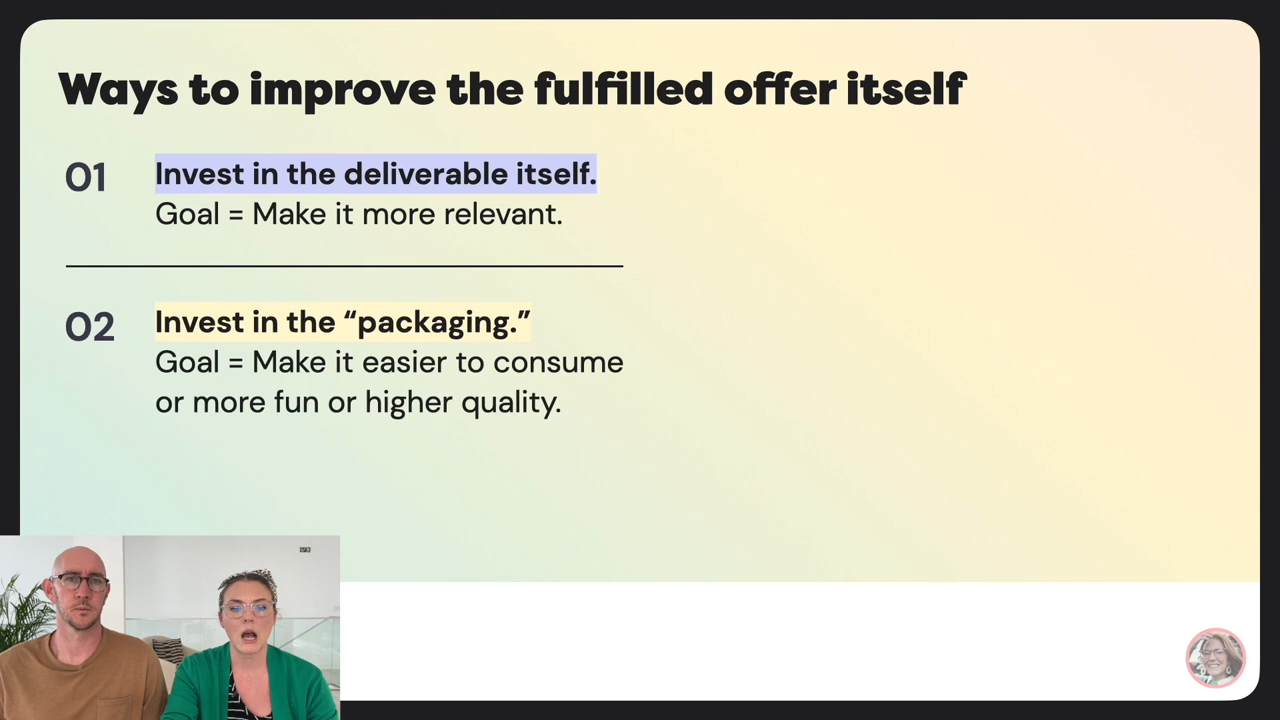 Ways to improve the fulfilled offer itself
01
Invest in the deliverable itself.
Goal = Make it more relevant.
02
Invest in the “packaging.”
Goal = Make it easier to consume
or more fun or higher quality.